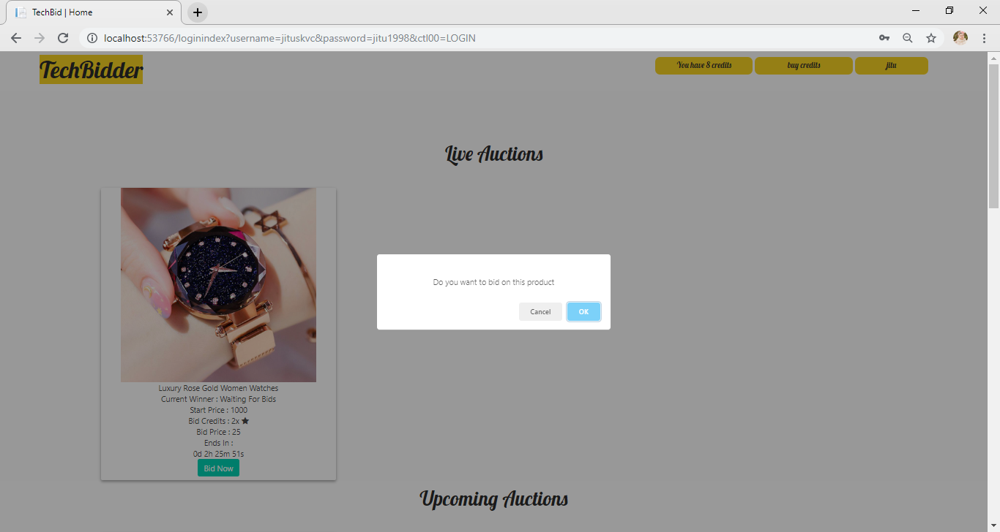 TechBid | Home
localhost:53766/loginindex?username=jituskvc&password=jitu1998&ctl00=LOGIN
TechBidder
You have 8 credits
buy credits
jitu
Live Auctions
Do you want to bid on this product
Cancel
OK
Luxury Rose Gold Women Watches
Current Winner : Waiting For Bids
Start Price : 1000
Bid Credits : 2x ★
Bid Price : 25
Ends In :
0d 2h 25m 51s
Bid Now
Upcoming Auctions